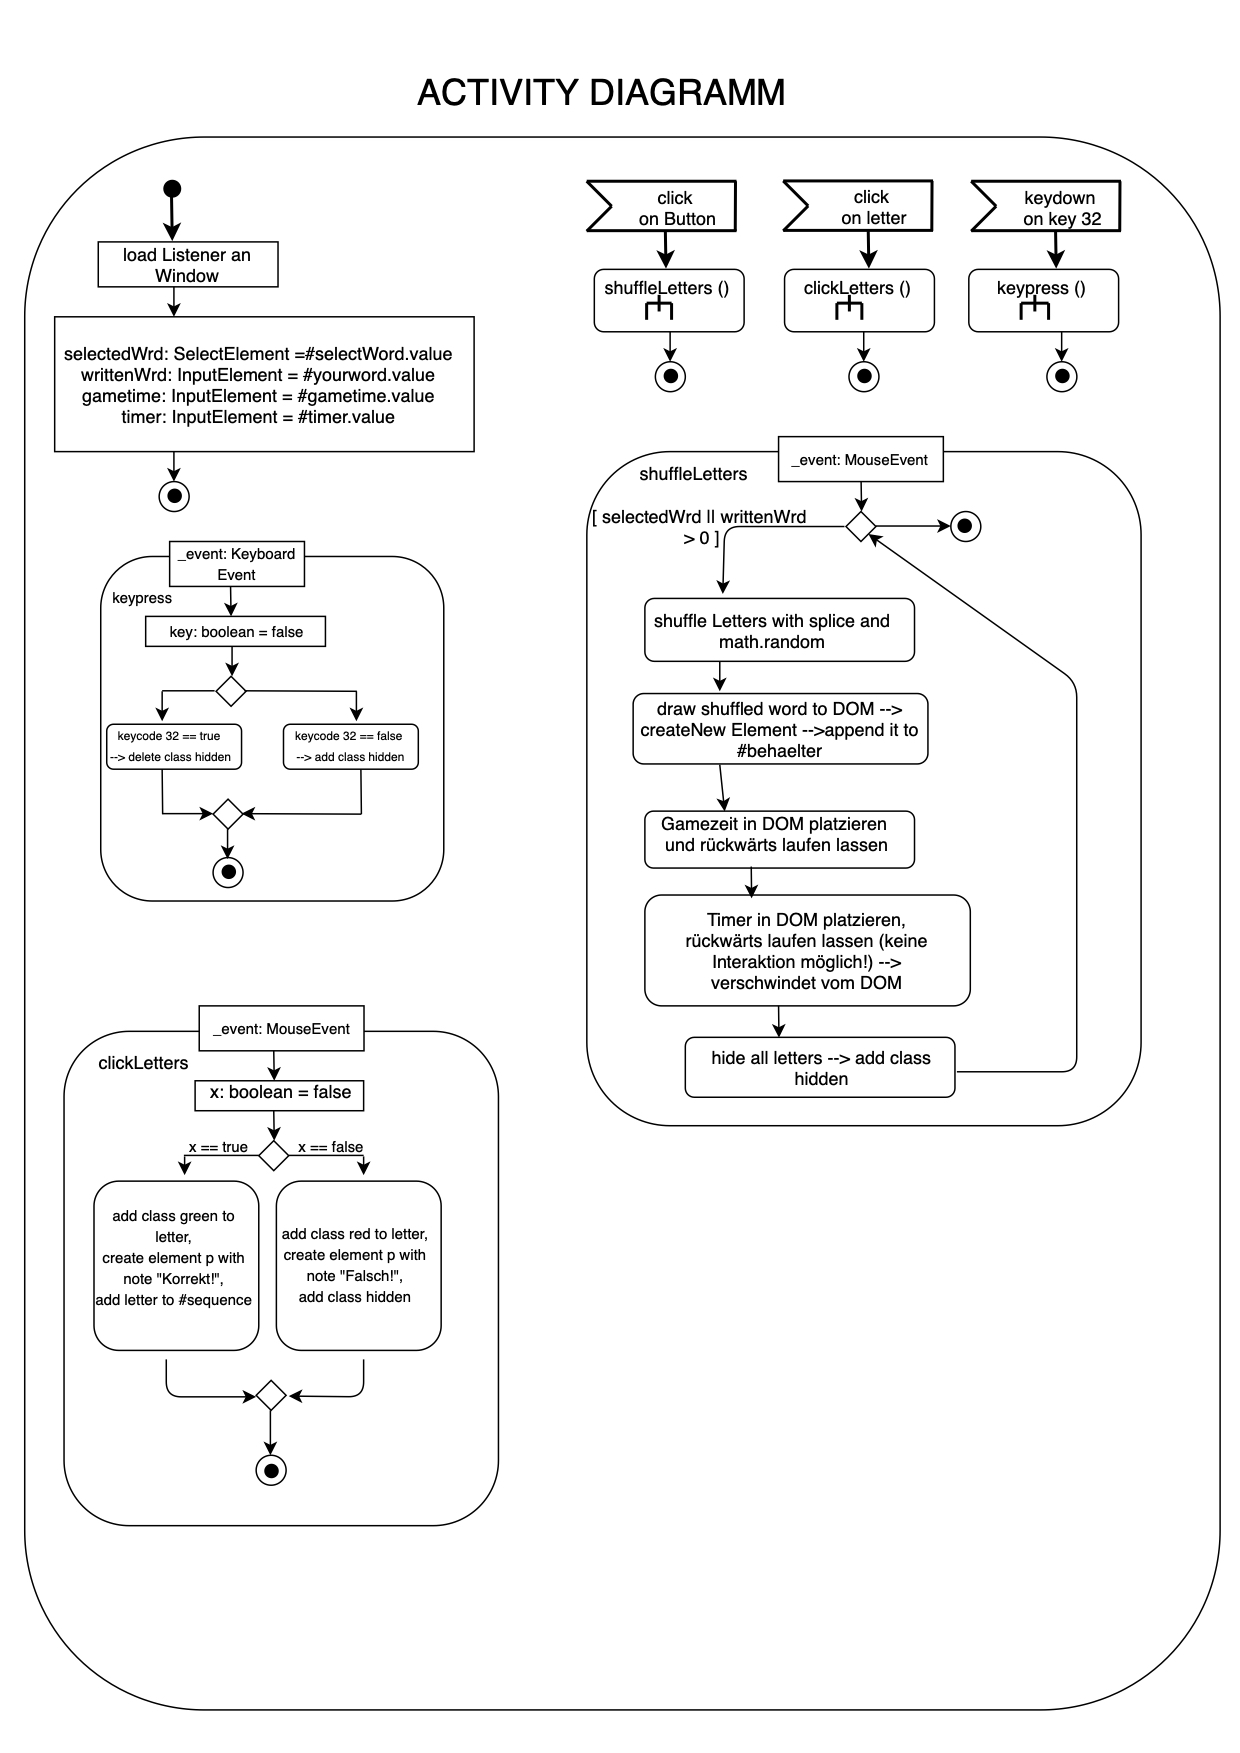 ACTIVITY DIAGRAMM
load Listener an
Window
selectedWrd: SelectElement =#selectWord.value
writtenWrd: InputElement = #yourword.value
gametime: InputElement = #gametime.value
timer: InputElement = #timer.value
click
on Button
click
on letter
keydown
on key 32
shuffleLetters ()
clickLetters ()
keypress ()
_event: Keyboard
Event
keypress
key: boolean = false
keycode 32 == true
--> delete class hidden
keycode 32 == false
--> add class hidden
_event: MouseEvent
shuffleLetters
[ selectedWrd || writtenWrd
> 0 ]
shuffle Letters with splice and
math.random
draw shuffled word to DOM -->
createNew Element -->append it to
#behaelter
Gamezeit in DOM platzieren
und rückwärts laufen lassen
Timer in DOM platzieren,
rückwärts laufen lassen (keine
Interaktion möglich!) -->
verschwindet vom DOM
hide all letters --> add class
hidden
_event: MouseEvent
clickLetters
x: boolean = false
x == true
x == false
add class green to
letter,
create element p with
note "Korrekt!",
add letter to #sequence
add class red to letter,
create element p with
note "Falsch!",
add class hidden